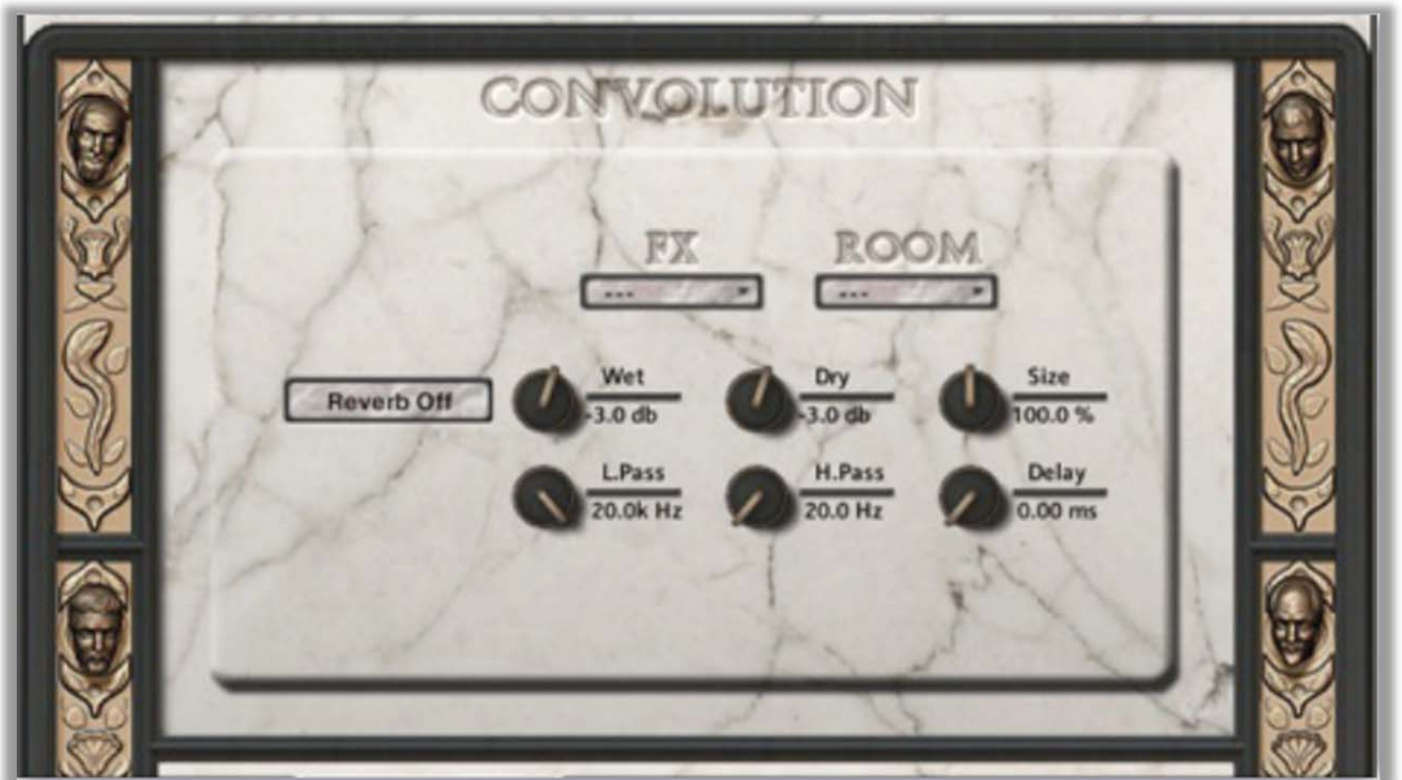 CONVOLUTION
FX ROOM
--- ---
Reverb Off
Wet Dry Size
-3.0 db -3.0 db 100.0 %
L.Pass H.Pass Delay
20.0k Hz 20.0 Hz 0.00 ms